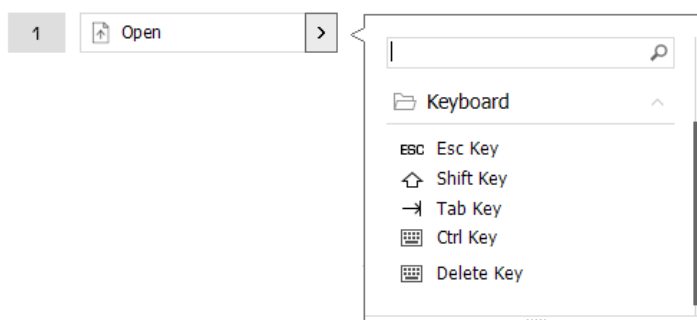 1 Open
Keyboard
ESC Esc Key
Shift Key
Tab Key
Ctrl Key
Delete Key